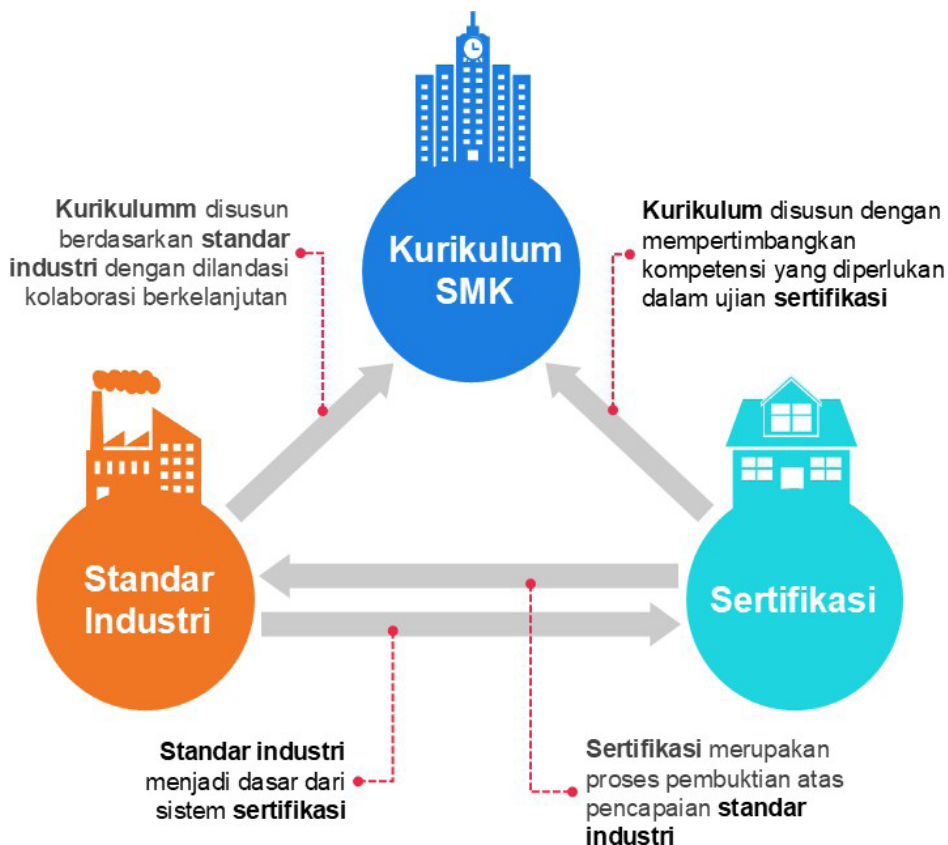 Kurikulumm disusun
berdasarkan standar
industri dengan dilandasi
kolaborasi berkelanjutan
Kurikulum
SMK
Kurikulum disusun dengan
mempertimbangkan
kompetensi yang diperlukan
dalam ujian sertifikasi
Standar
Industri
Sertifikasi
Standar industri
menjadi dasar dari
sistem sertifikasi
Sertifikasi merupakan
proses pembuktian atas
pencapaian standar
industri